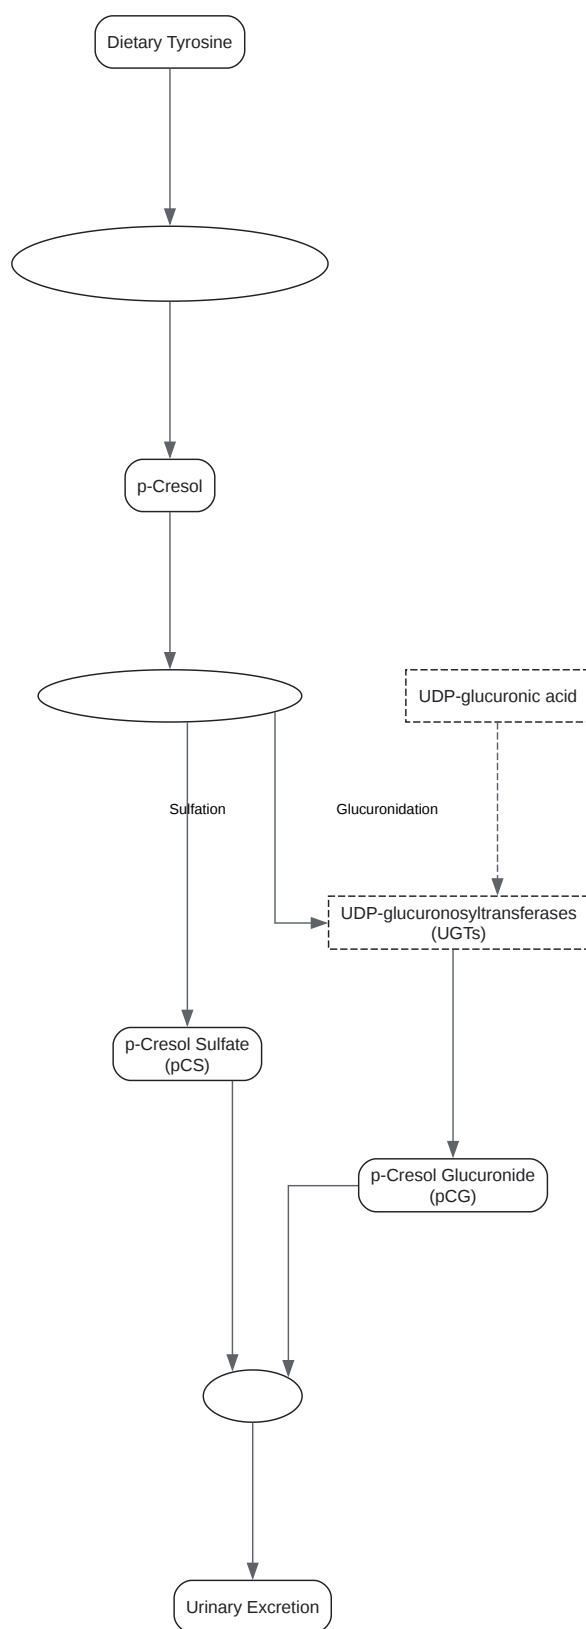 Dietary Tyrosine
p-Cresol
UDP-glucuronic acid
Sulfation
Glucuronidation
UDP-glucuronosyltransferases
(UGTs)
p-Cresol Sulfate
(pCS)
p-Cresol Glucuronide
(pCG)
Urinary Excretion